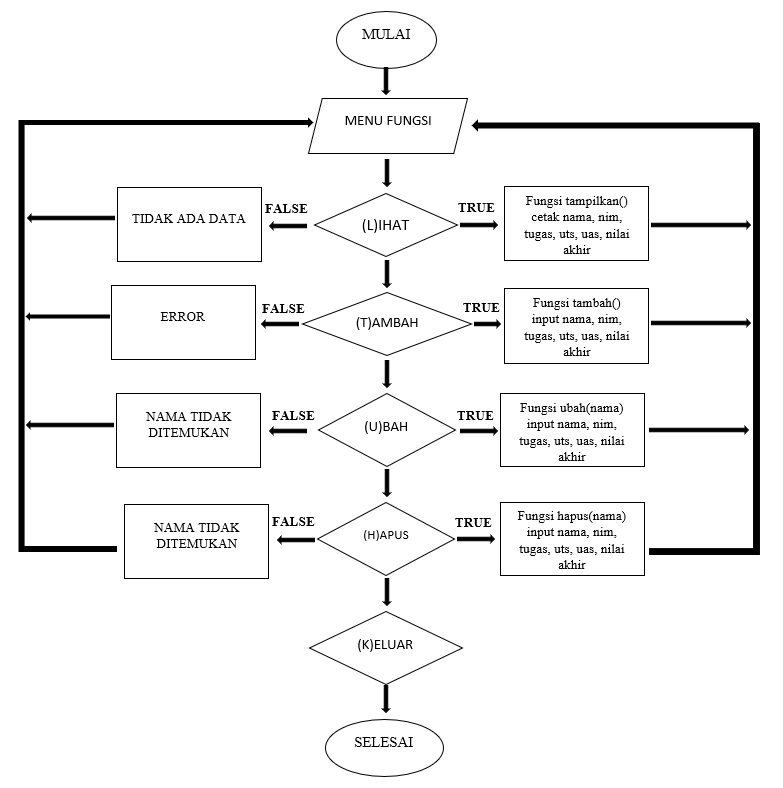 MULAI
MENU FUNGSI
TIDAK ADA DATA
FALSE
(L)IHAT
TRUE
Fungsi tampilkan()
cetak nama, nim,
tugas, uts, uas, nilai
akhir
ERROR
FALSE
(T)AMBAH
TRUE
Fungsi tambah()
input nama, nim,
tugas, uts, uas, nilai
akhir
NAMA TIDAK
DITEMUKAN
FALSE
(U)BAH
TRUE
Fungsi ubah(nama)
input nama, nim,
tugas, uts, uas, nilai
akhir
NAMA TIDAK
DITEMUKAN
FALSE
(H)APUS
TRUE
Fungsi hapus(nama)
input nama, nim,
tugas, uts, uas, nilai
akhir
(K)ELUAR
SELESAI